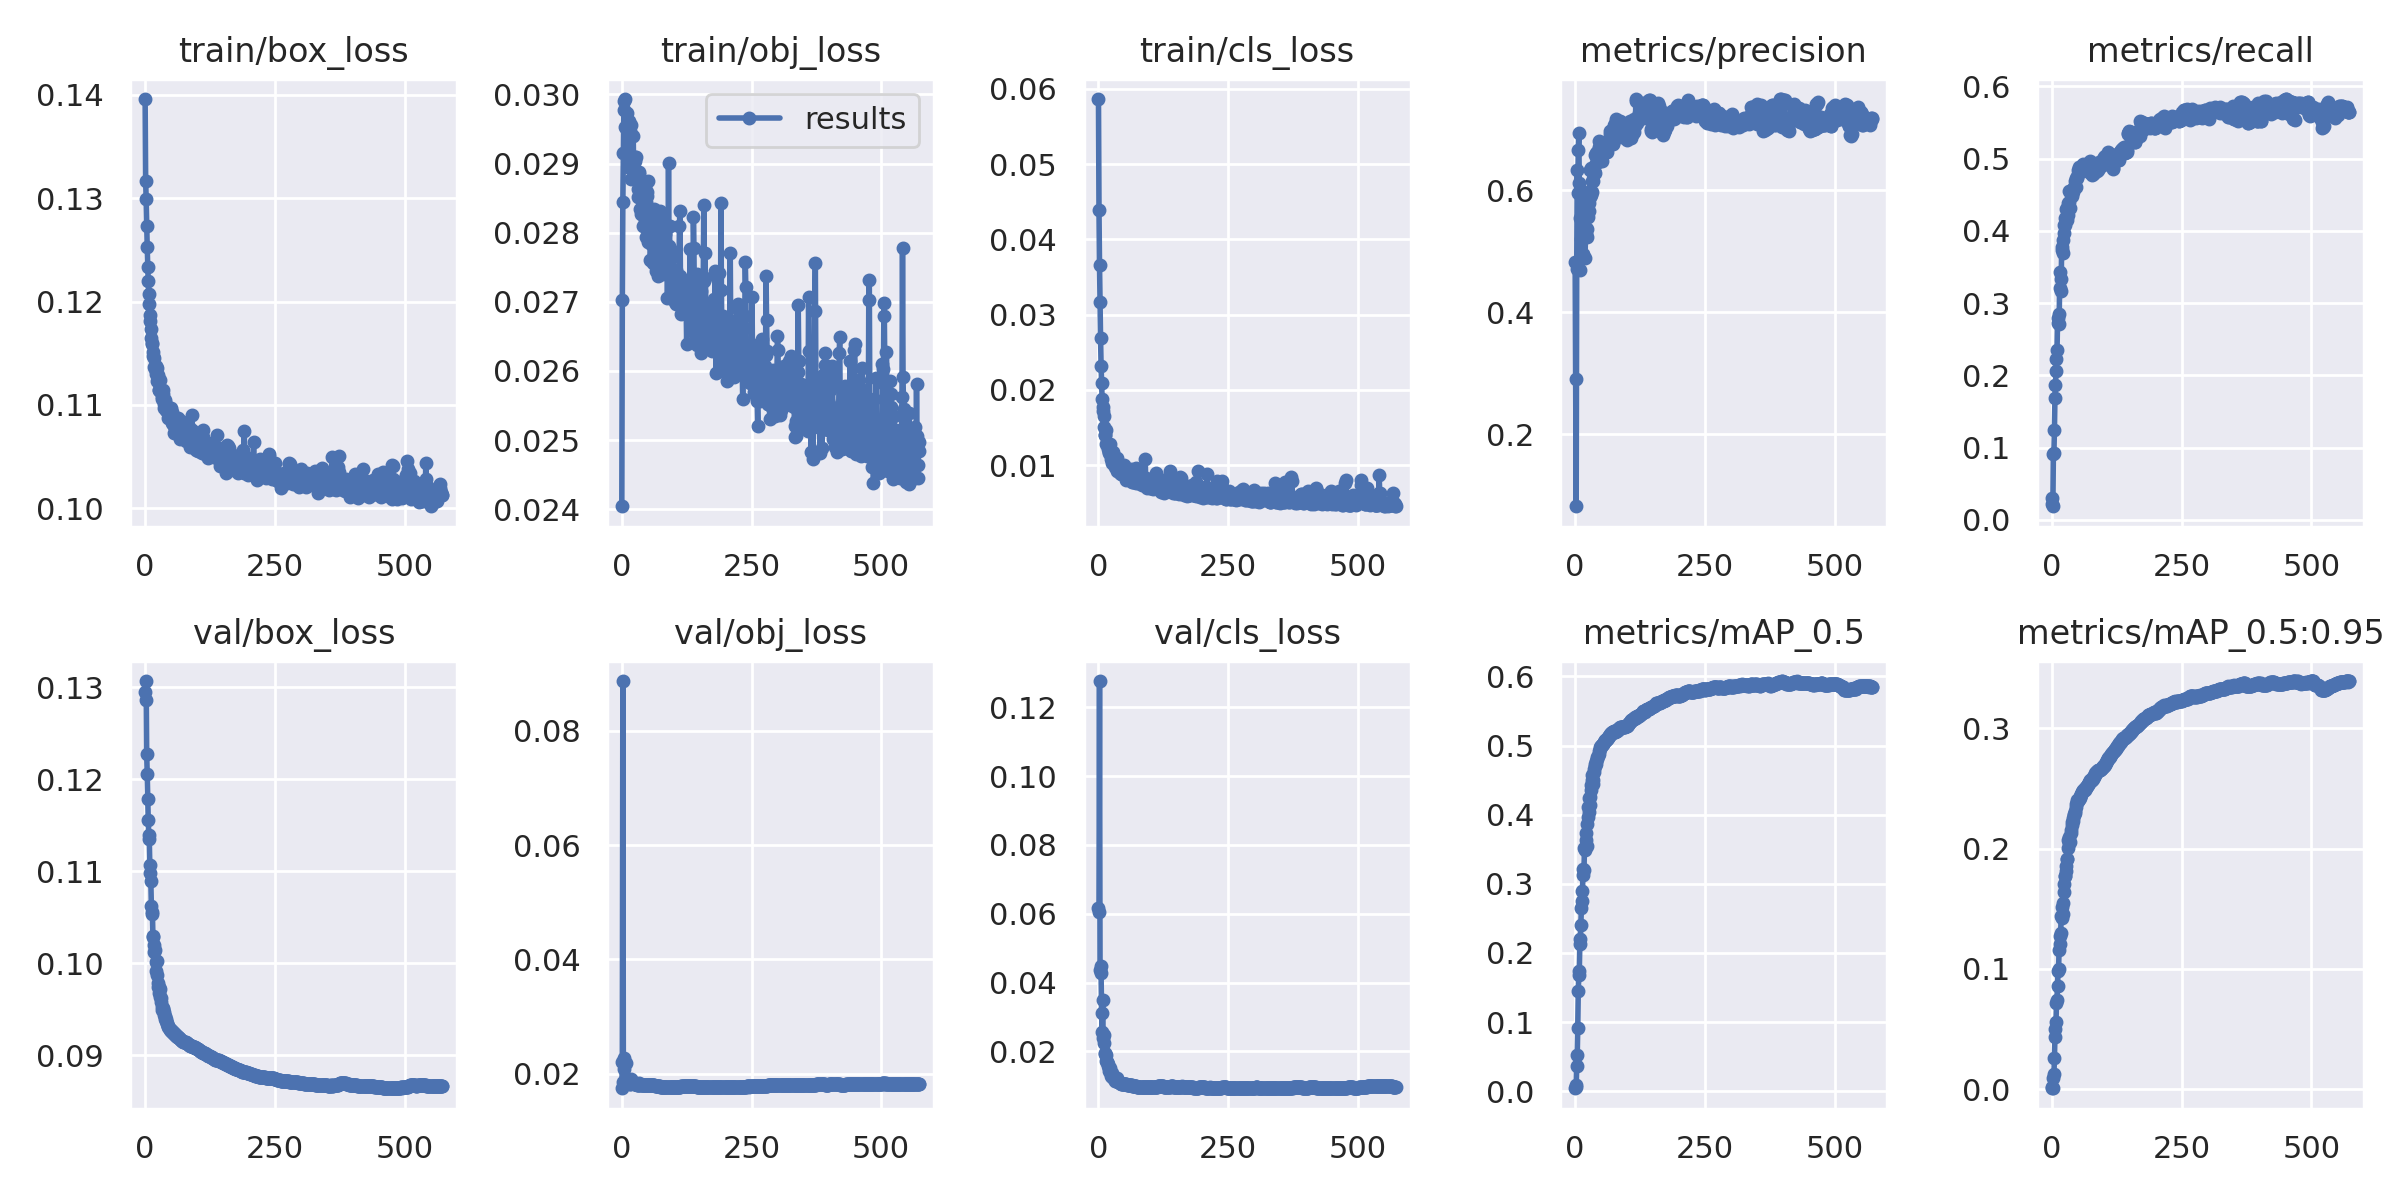 train/box_loss
0.14
0.13
0.12
0.11
0.10
0 250 500
train/obj_loss
results
0.030
0.029
0.028
0.027
0.026
0.025
0.024
0 250 500
train/cls_loss
0.06
0.05
0.04
0.03
0.02
0.01
0 250 500
metrics/precision
0.6
0.4
0.2
0 250 500
metrics/recall
0.6
0.5
0.4
0.3
0.2
0.1
0.0
0 250 500
val/box_loss
0.13
0.12
0.11
0.10
0.09
0 250 500
val/obj_loss
0.08
0.06
0.04
0.02
0 250 500
val/cls_loss
0.12
0.10
0.08
0.06
0.04
0.02
0 250 500
metrics/mAP_0.5
0.6
0.5
0.4
0.3
0.2
0.1
0.0
0 250 500
metrics/mAP_0.5:0.95
0.3
0.2
0.1
0.0
0 250 500